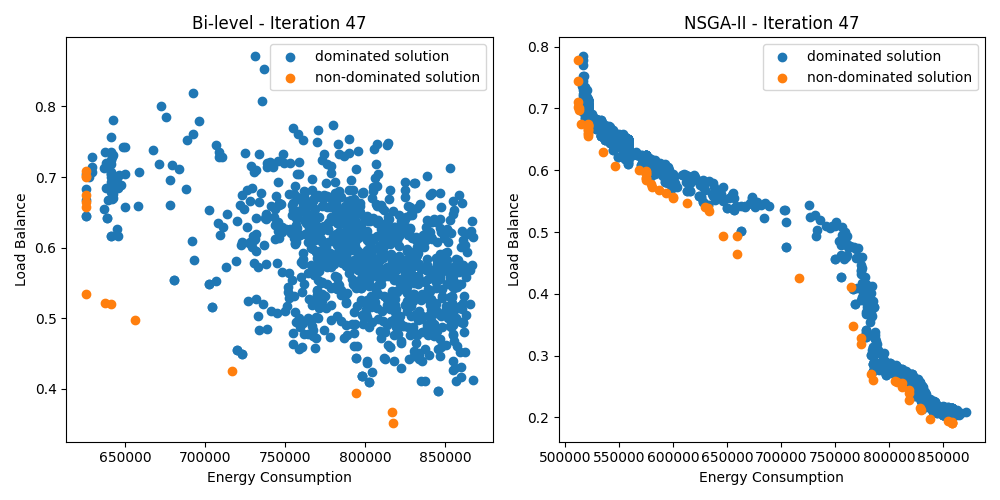 Bi-level - Iteration 47
dominated solution
non-dominated solution
0.8
0.7
0.6
0.5
0.4
Load Balance
650000 700000 750000 800000 850000
Energy Consumption
NSGA-II - Iteration 47
dominated solution
non-dominated solution
0.8
0.7
0.6
0.5
0.4
0.3
0.2
Load Balance
500000 550000 600000 650000 700000 750000 800000 850000
Energy Consumption